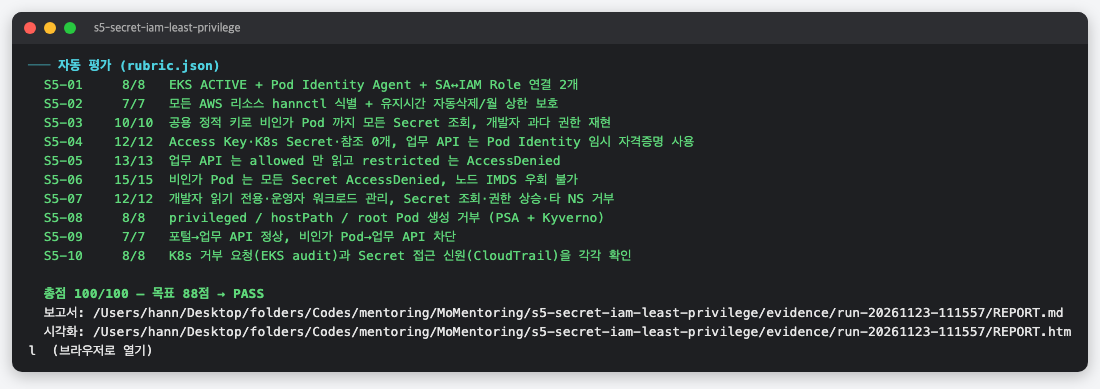 s5-secret-iam-least-privilege
── 자동 평가 (rubric.json)
S5-01 8/8 EKS ACTIVE + Pod Identity Agent + SA↔IAM Role 연결 2개
S5-02 7/7 모든 AWS 리소스 hannctl 식별 + 유지시간 자동삭제/월 상한 보호
S5-03 10/10 공용 정적 키로 비인가 Pod 까지 모든 Secret 조회, 개발자 과다 권한 재현
S5-04 12/12 Access Key·K8s Secret·참조 0개, 업무 API 는 Pod Identity 임시 자격증명 사용
S5-05 13/13 업무 API 는 allowed 만 읽고 restricted 는 AccessDenied
S5-06 15/15 비인가 Pod 는 모든 Secret AccessDenied, 노드 IMDS 우회 불가
S5-07 12/12 개발자 읽기 전용·운영자 워크로드 관리, Secret 조회·권한 상승·타 NS 거부
S5-08 8/8 privileged / hostPath / root Pod 생성 거부 (PSA + Kyverno)
S5-09 7/7 포털→업무 API 정상, 비인가 Pod→업무 API 차단
S5-10 8/8 K8s 거부 요청(EKS audit)과 Secret 접근 신원(CloudTrail)을 각각 확인
총점 100/100 — 목표 88점 → PASS
보고서: /Users/hann/Desktop/folders/Codes/mentoring/MoMentoring/s5-secret-iam-least-privilege/evidence/run-20261123-111557/REPORT.md
시각화: /Users/hann/Desktop/folders/Codes/mentoring/MoMentoring/s5-secret-iam-least-privilege/evidence/run-20261123-111557/REPORT.htm
l (브라우저로 열기)